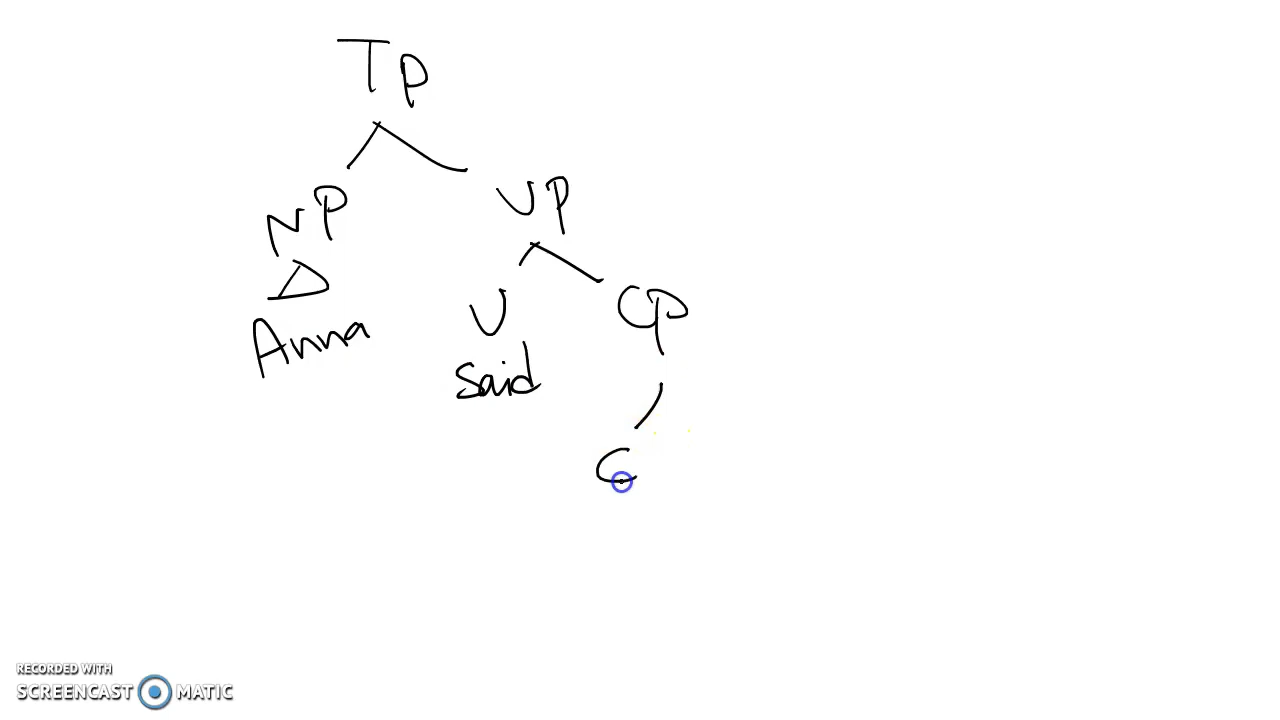 TP
NP VP
Anna
V CP
said
C
RECORDED WITH
SCREENCAST MATIC